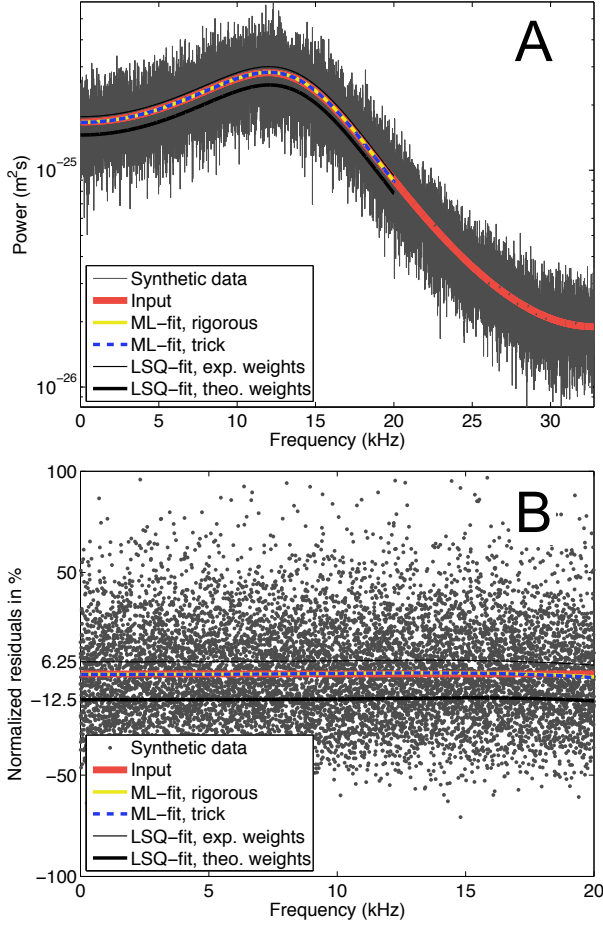 A
10^−25
10^−26
Power (m^2s)
Synthetic data
Input
ML−fit, rigorous
ML−fit, trick
LSQ−fit, exp. weights
LSQ−fit, theo. weights
0 5 10 15 20 25 30
Frequency (kHz)
B
100
50
6.25
−12.5
−50
−100
Normalized residuals in %
Synthetic data
Input
ML−fit, rigorous
ML−fit, trick
LSQ−fit, exp. weights
LSQ−fit, theo. weights
0 5 10 15 20
Frequency (kHz)